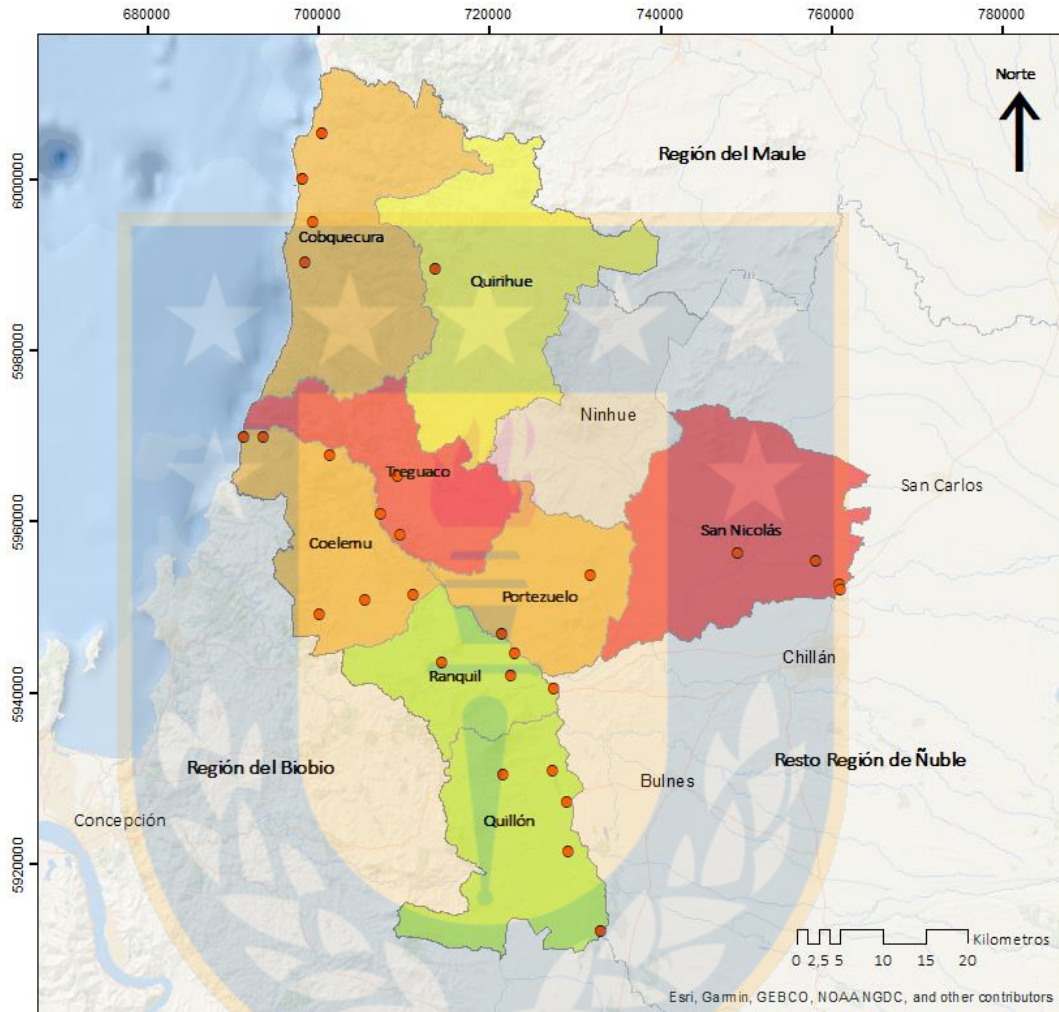 680000
700000
720000
740000
760000
780000
Norte
Región del Maule
6000000
Cobquecura
Quirihue
5980000
Ninhue
Treguaco
San Carlos
5960000
San Nicolás
Coelemu
Portezuelo
Chillán
Ranquil
5940000
Región del Biobio
Resto Región de Ñuble
Bulnes
Concepción
Quillón
5920000
Kilometros
0 2,5 5 10 15 20
Esri, Garmin, GEBCO, NOAA NGDC, and other contributors